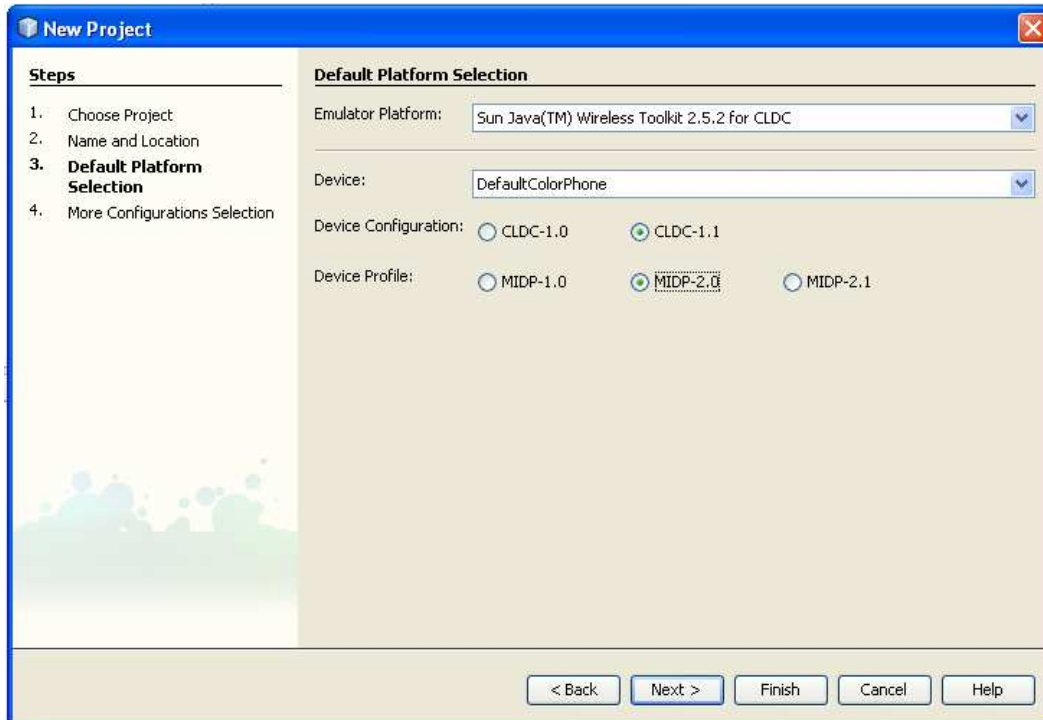 New Project
Steps
1. Choose Project
2. Name and Location
3. Default Platform
Selection
4. More Configurations Selection
Default Platform Selection
Emulator Platform: Sun Java(TM) Wireless Toolkit 2.5.2 for CLDC
Device: DefaultColorPhone
Device Configuration: CLDC-1.0 CLDC-1.1
Device Profile: MIDP-1.0 MIDP-2.0 MIDP-2.1
< Back Next > Finish Cancel Help